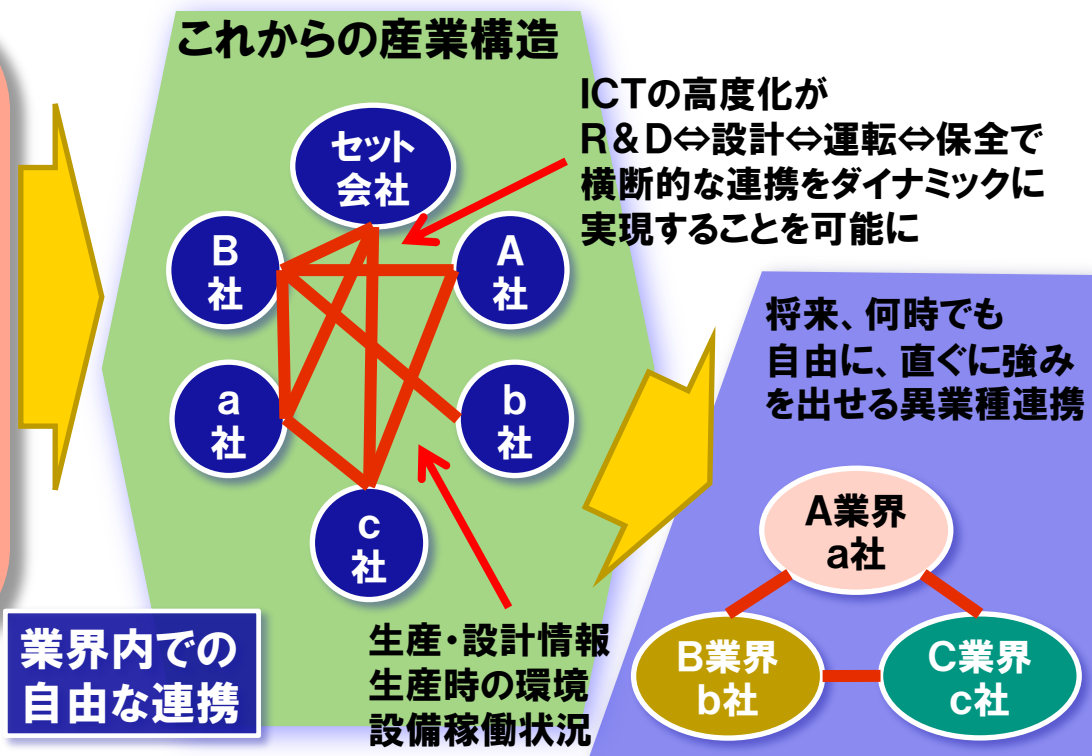 これからの産業構造
ICTの高度化が
R&D⇔設計⇔運転⇔保全で
横断的な連携をダイナミックに
実現することを可能に
セット
会社
B
社
A
社
a
社
b
社
c
社
生産・設計情報
生産時の環境
設備稼働状況
業界内での
自由な連携
将来、何時でも
自由に、直ぐに強み
を出せる異業種連携
A業界
a社
B業界
b社
C業界
c社